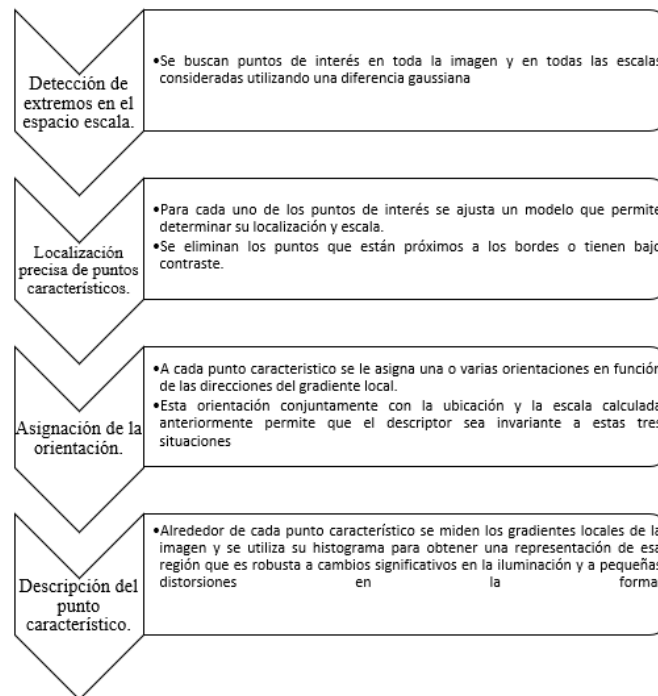 Detección de
extremos en el
espacio escala.
•Se buscan puntos de interés en toda la imagen y en todas las escalas
consideradas utilizando una diferencia gaussiana
Localización
precisa de puntos
característicos.
•Para cada uno de los puntos de interés se ajusta un modelo que permite
determinar su localización y escala.
•Se eliminan los puntos que están próximos a los bordes o tienen bajo
contraste.
Asignación de la
orientación.
•A cada punto caracteristico se le asigna una o varias orientaciones en función
de las direcciones del gradiente local.
•Esta orientación conjuntamente con la ubicación y la escala calculada
anteriormente permite que el descriptor sea invariante a estas tres
situaciones
Descripción del
punto
característico.
•Alrededor de cada punto característico se miden los gradientes locales de la
imagen y se utiliza su histograma para obtener una representación de esa
región que es robusta a cambios significativos en la iluminación y a pequeñas
distorsiones en la forma